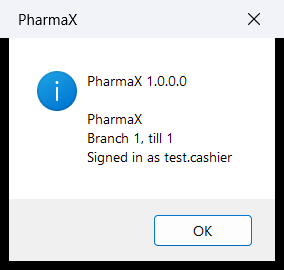 PharmaX
PharmaX 1.0.0.0
PharmaX
Branch 1, till 1
Signed in as test.cashier
OK